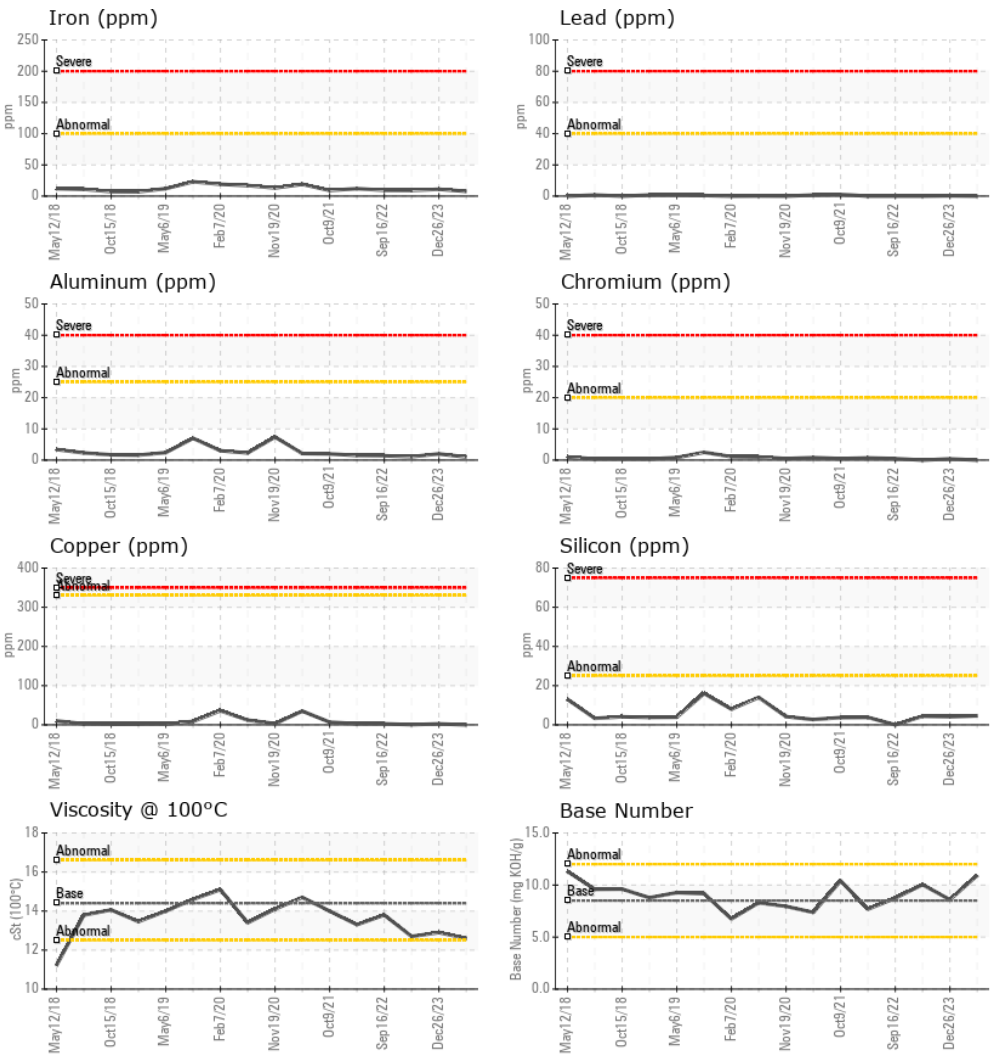 Iron (ppm)
250
200
150
100
50
0
ppm
Severe
Abnormal
May12/18
Oct15/18
May6/19
Feb7/20
Nov19/20
Oct9/21
Sep16/22
Dec26/23
Lead (ppm)
100
80
60
40
20
0
ppm
Severe
Abnormal
May12/18
Oct15/18
May6/19
Feb7/20
Nov19/20
Oct9/21
Sep16/22
Dec26/23
Aluminum (ppm)
50
40
30
20
10
0
ppm
Severe
Abnormal
May12/18
Oct15/18
May6/19
Feb7/20
Nov19/20
Oct9/21
Sep16/22
Dec26/23
Chromium (ppm)
50
40
30
20
10
0
ppm
Severe
Abnormal
May12/18
Oct15/18
May6/19
Feb7/20
Nov19/20
Oct9/21
Sep16/22
Dec26/23
Copper (ppm)
400
300
200
100
0
ppm
Severe
Abnormal
May12/18
Oct15/18
May6/19
Feb7/20
Nov19/20
Oct9/21
Sep16/22
Dec26/23
Silicon (ppm)
80
60
40
20
0
ppm
Severe
Abnormal
May12/18
Oct15/18
May6/19
Feb7/20
Nov19/20
Oct9/21
Sep16/22
Dec26/23
Viscosity @ 100°C
18
16
14
12
10
cSt (100°C)
Abnormal
Base
Abnormal
May12/18
Oct15/18
May6/19
Feb7/20
Nov19/20
Oct9/21
Sep16/22
Dec26/23
Base Number
15.0
10.0
5.0
0.0
Base Number (mg KOH/g)
Abnormal
Base
Abnormal
May12/18
Oct15/18
May6/19
Feb7/20
Nov19/20
Oct9/21
Sep16/22
Dec26/23